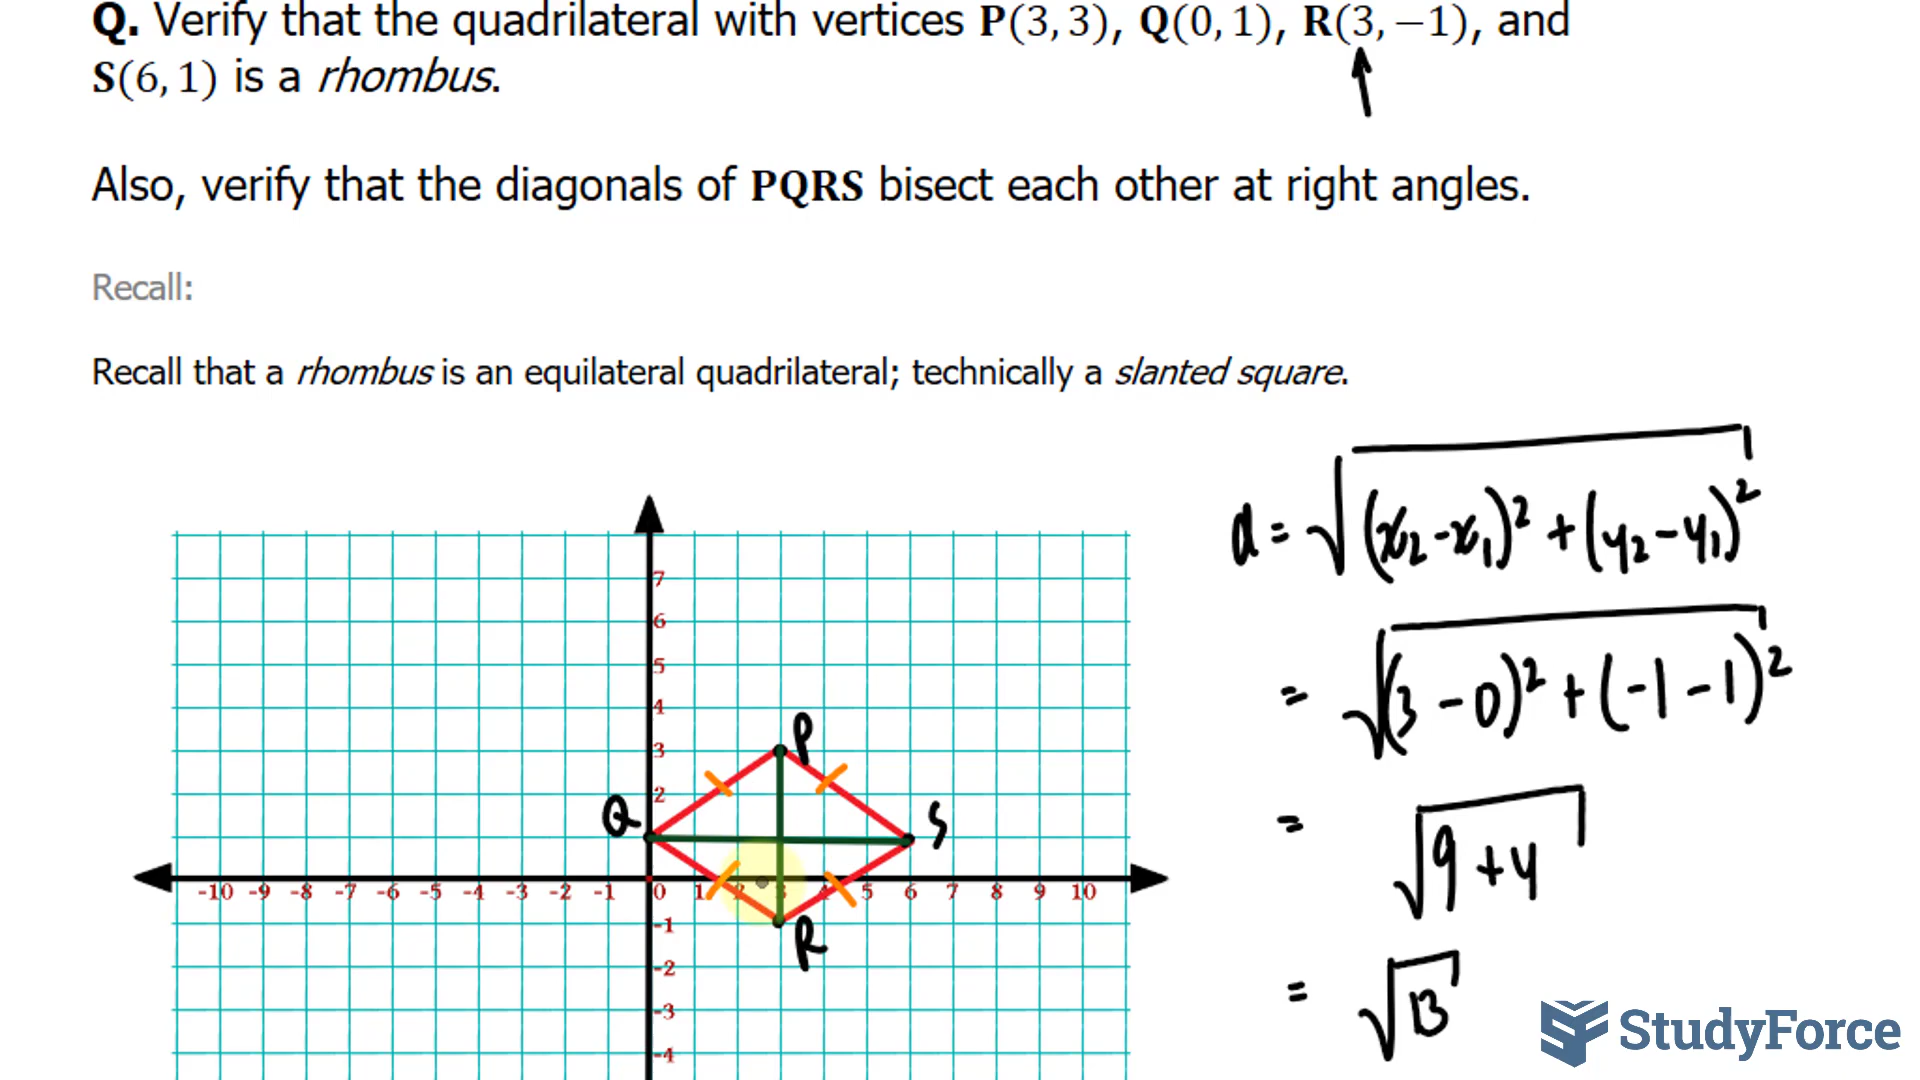 Q. Verify that the quadrilateral with vertices P(3, 3), Q(0, 1), R(3, −1), and
S(6, 1) is a rhombus.
Also, verify that the diagonals of PQRS bisect each other at right angles.
Recall:
Recall that a rhombus is an equilateral quadrilateral; technically a slanted square.
d = √(x₂-x₁)² + (y₂-y₁)²
= √(3-0)² + (-1-1)²
= √9+4
= √13
7
6
5
4
3
2
-1
-2
-3
-4
P
Q
S
R
-10 -9 -8 -7 -6 -5 -4 -3 -2 -1 0 1 2 3 4 5 6 7 8 9 10
StudyForce